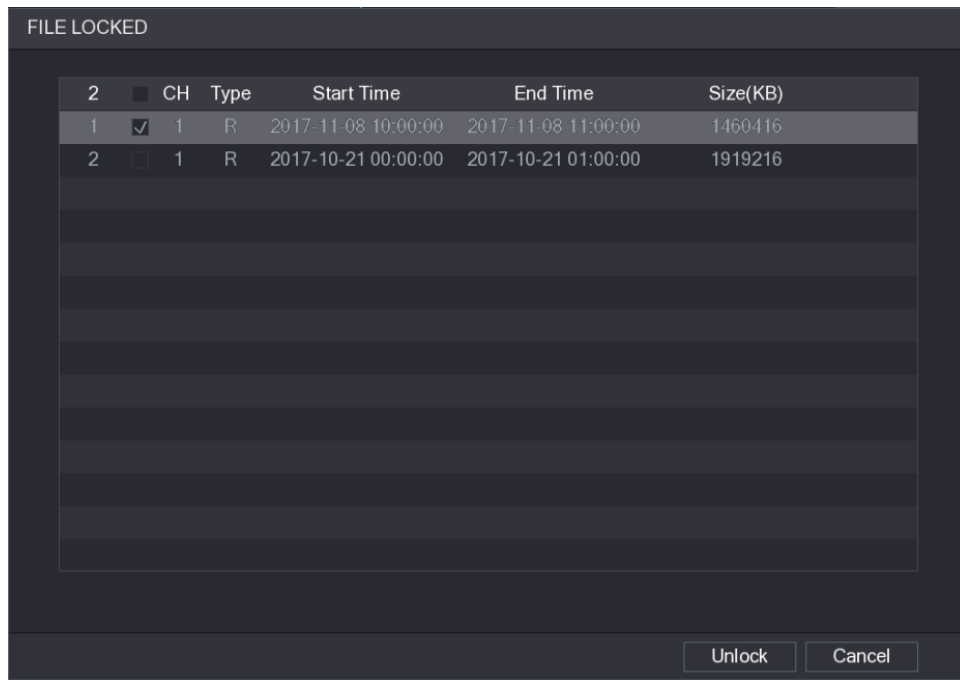 FILE LOCKED
2 CH Type Start Time End Time Size(KB)
1 1 R 2017-11-08 10:00:00 2017-11-08 11:00:00 1460416
2 1 R 2017-10-21 00:00:00 2017-10-21 01:00:00 1919216
Unlock Cancel